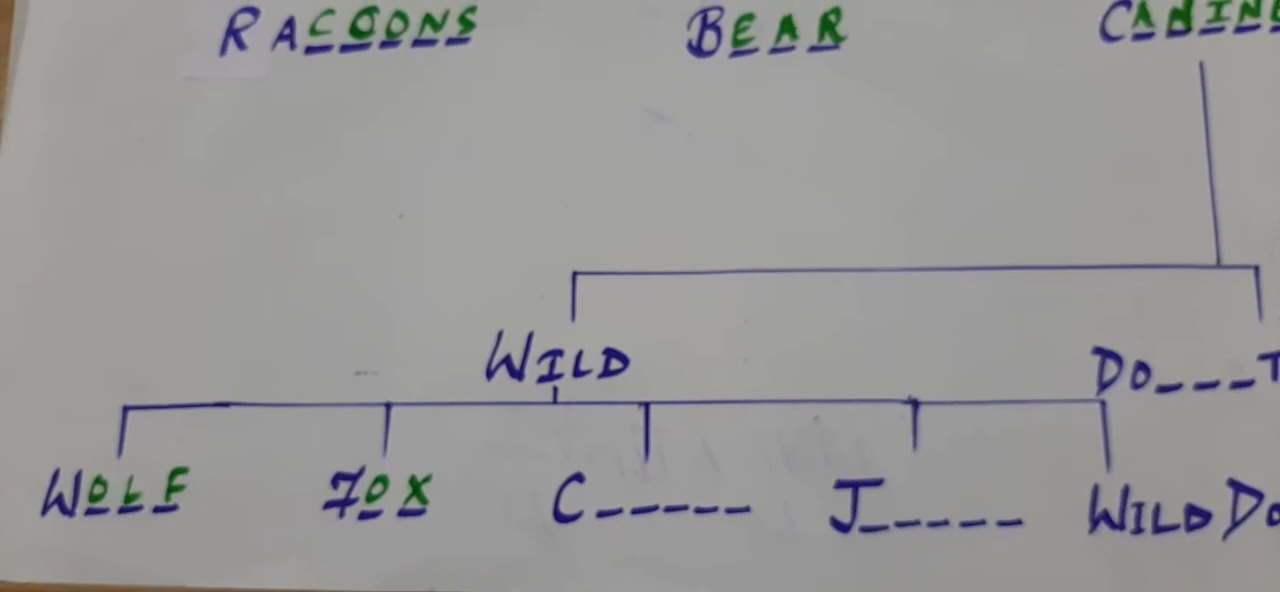 RACOONS BEAR CANINE
WILD
DO___T
WOLF FOX C_____ J_____ WILD DO